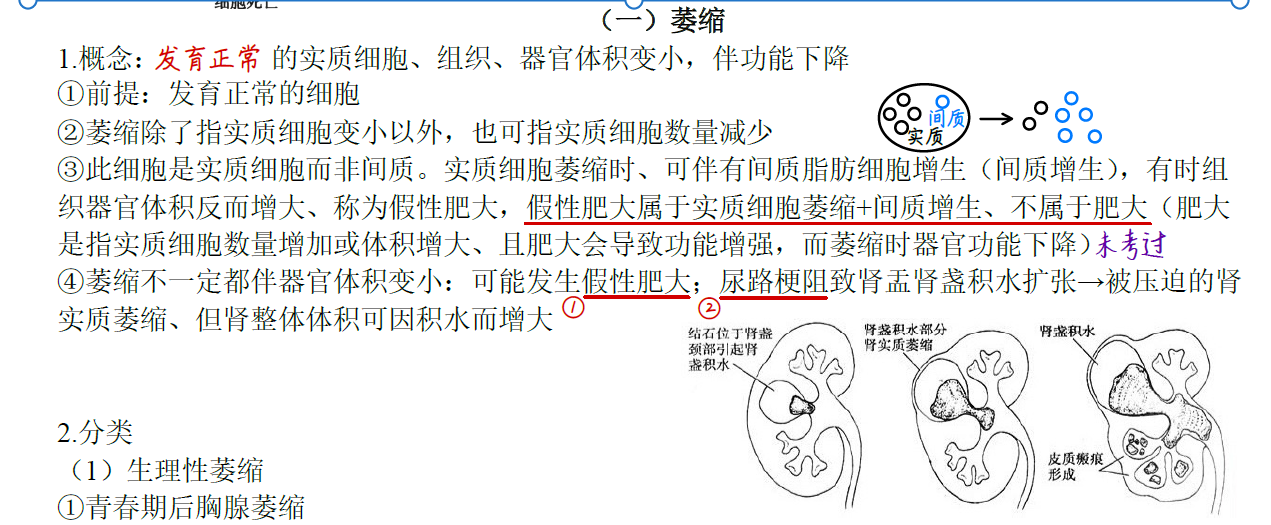 细胞死亡
（一）萎缩
1.概念：发育正常 的实质细胞、组织、器官体积变小，伴功能下降
①前提：发育正常的细胞
②萎缩除了指实质细胞变小以外，也可指实质细胞数量减少
间质
实质
③此细胞是实质细胞而非间质。实质细胞萎缩时、可伴有间质脂肪细胞增生（间质增生），有时组
织器官体积反而增大、称为假性肥大，假性肥大属于实质细胞萎缩+间质增生、不属于肥大（肥大
是指实质细胞数量增加或体积增大、且肥大会导致功能增强，而萎缩时器官功能下降）未考过
④萎缩不一定都伴器官体积变小：可能发生假性肥大；尿路梗阻致肾盂肾盏积水扩张→被压迫的肾
① ②
实质萎缩、但肾整体体积可因积水而增大
结石位于肾盏
颈部引起肾
盏积水
肾盏积水部分
肾实质萎缩
肾盏积水
皮质瘢痕
形成
2.分类
（1）生理性萎缩
①青春期后胸腺萎缩